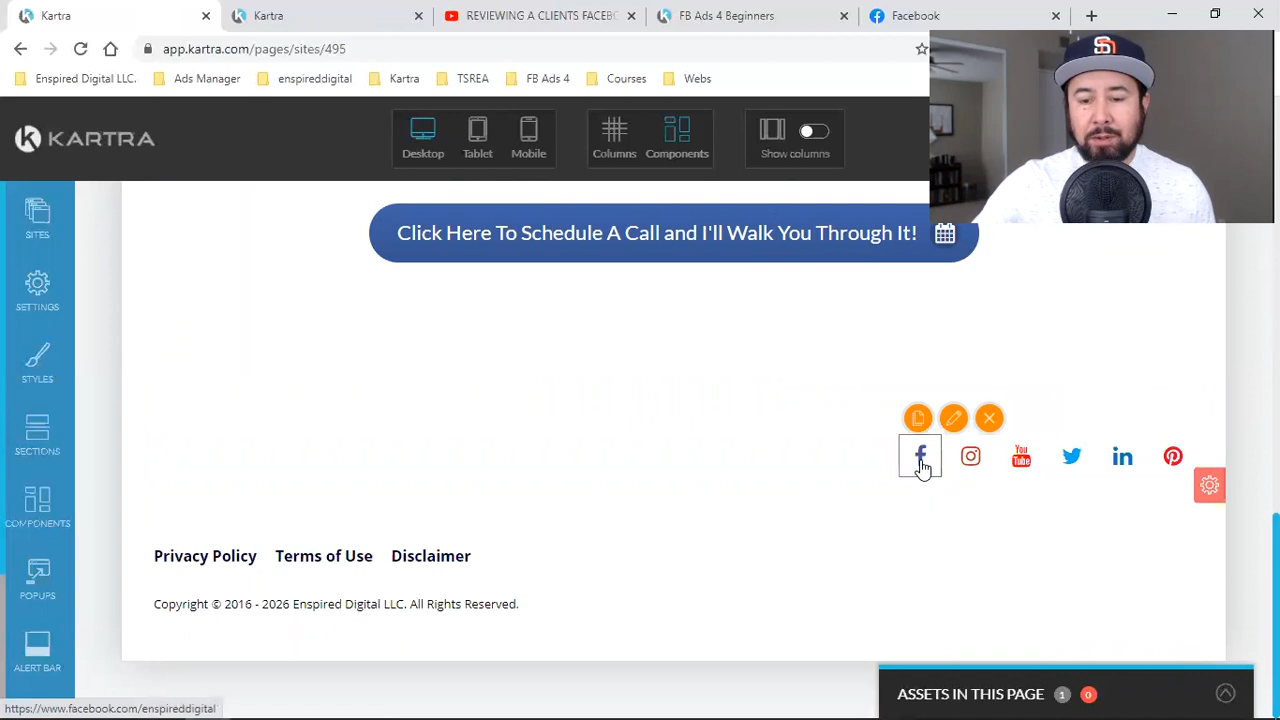 Kartra
Kartra
REVIEWING A CLIENTS FACEB
FB Ads 4 Beginners
Facebook
app.kartra.com/pages/sites/495
Enspired Digital LLC.
Ads Manager
enspireddigital
Kartra
TSREA
FB Ads 4
Courses
Webs
KARTRA
Desktop
Tablet
Mobile
Columns
Components
Show columns
SITES
SETTINGS
STYLES
SECTIONS
COMPONENTS
POPUPS
ALERT BAR
Click Here To Schedule A Call and I'll Walk You Through It!
You
Tube
in
Privacy Policy Terms of Use Disclaimer
Copyright © 2016 - 2026 Enspired Digital LLC. All Rights Reserved.
ASSETS IN THIS PAGE 1 0
https://www.facebook.com/enspireddigital